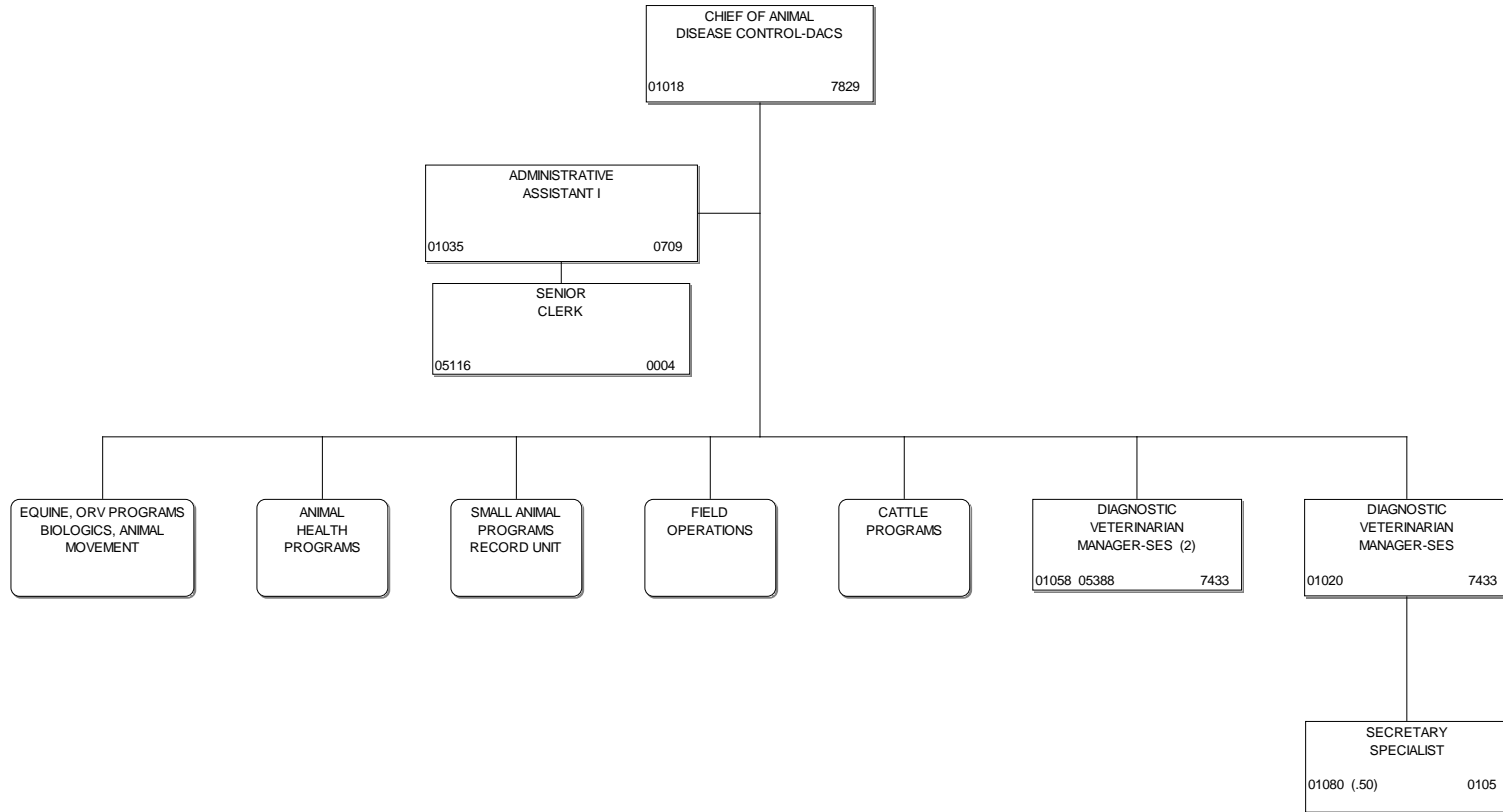 CHIEF OF ANIMAL
DISEASE CONTROL-DACS
01018 7829
ADMINISTRATIVE
ASSISTANT I
01035 0709
SENIOR
CLERK
05116 0004
EQUINE, ORV PROGRAMS
BIOLOGICS, ANIMAL
MOVEMENT
ANIMAL
HEALTH
PROGRAMS
SMALL ANIMAL
PROGRAMS
RECORD UNIT
FIELD
OPERATIONS
CATTLE
PROGRAMS
DIAGNOSTIC
VETERINARIAN
MANAGER-SES (2)
01058 05388 7433
DIAGNOSTIC
VETERINARIAN
MANAGER-SES
01020 7433
SECRETARY
SPECIALIST
01080 (.50) 0105